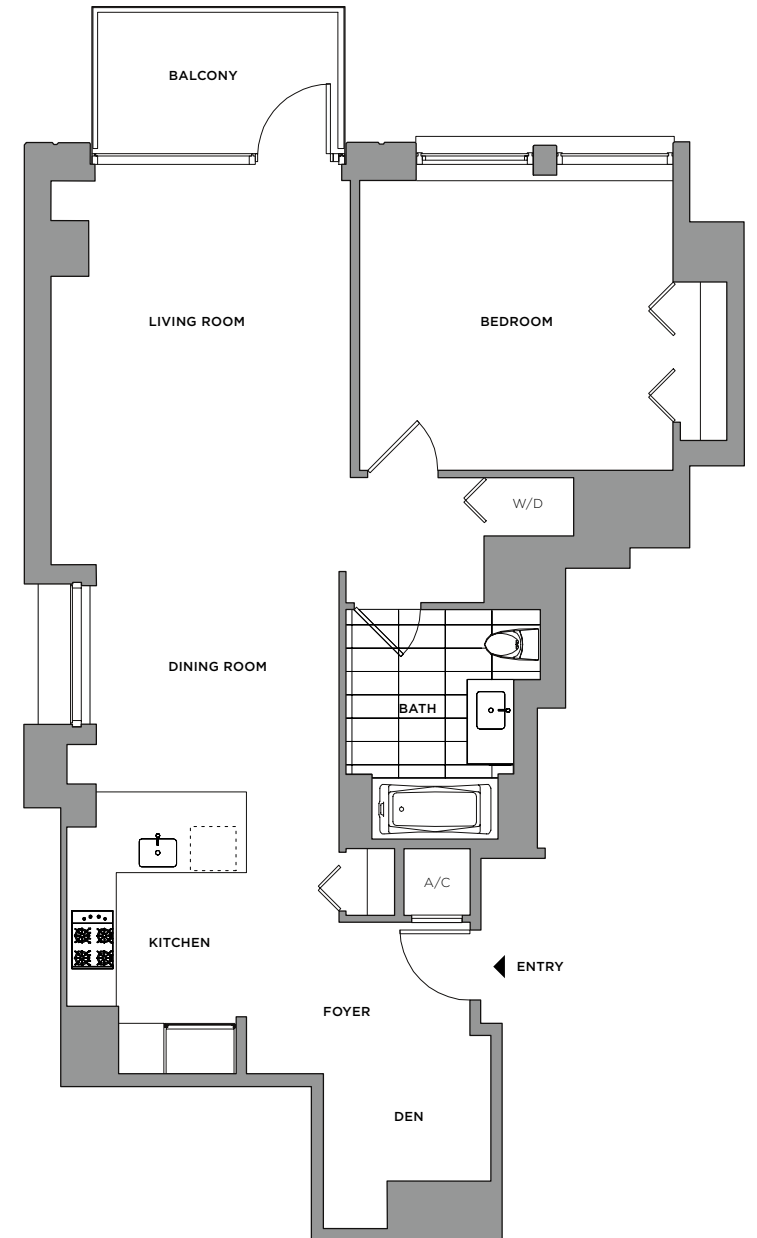 BALCONY
LIVING ROOM
BEDROOM
W/D
DINING ROOM
BATH
A/C
KITCHEN
ENTRY
FOYER
DEN